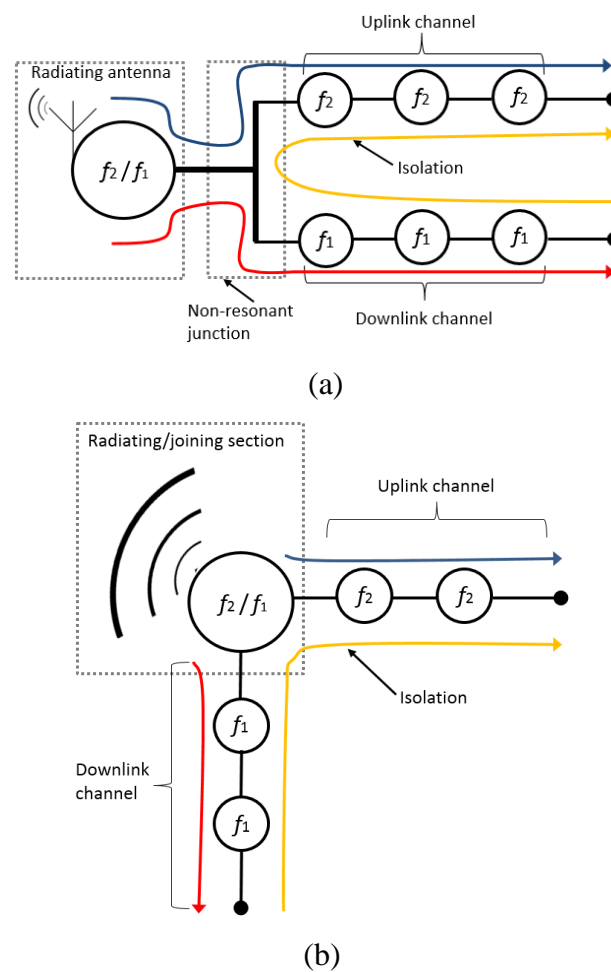 Uplink channel
Radiating antenna
f2 f2 f2
f2/f1
Isolation
f1 f1 f1
Non-resonant
junction
Downlink channel
(a)
Radiating/joining section
Uplink channel
f2/f1
f2 f2
Isolation
f1
Downlink
channel
f1
(b)